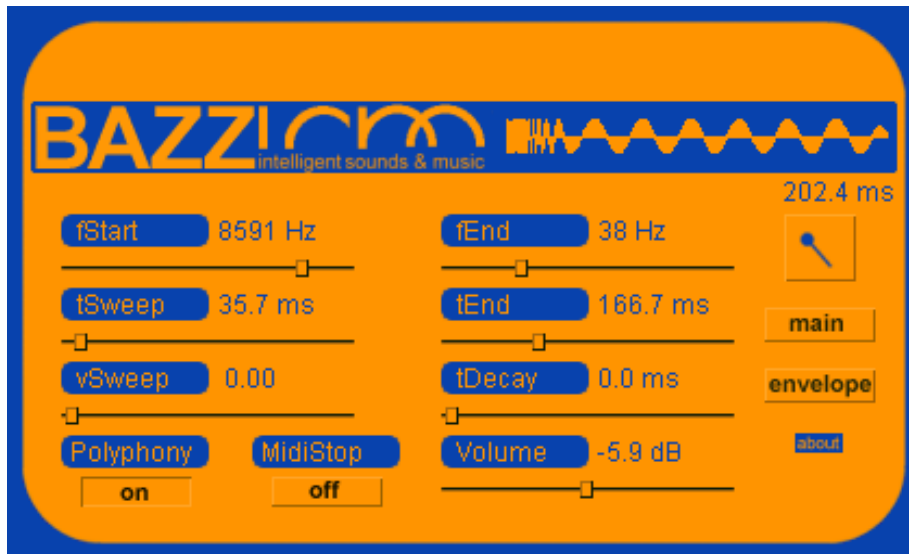 BAZZ ism
intelligent sounds & music
202.4 ms
fStart 8591 Hz fEnd 38 Hz
tSweep 35.7 ms tEnd 166.7 ms
main
vSweep 0.00 tDecay 0.0 ms
envelope
Polyphony MidiStop Volume -5.9 dB
about
on off